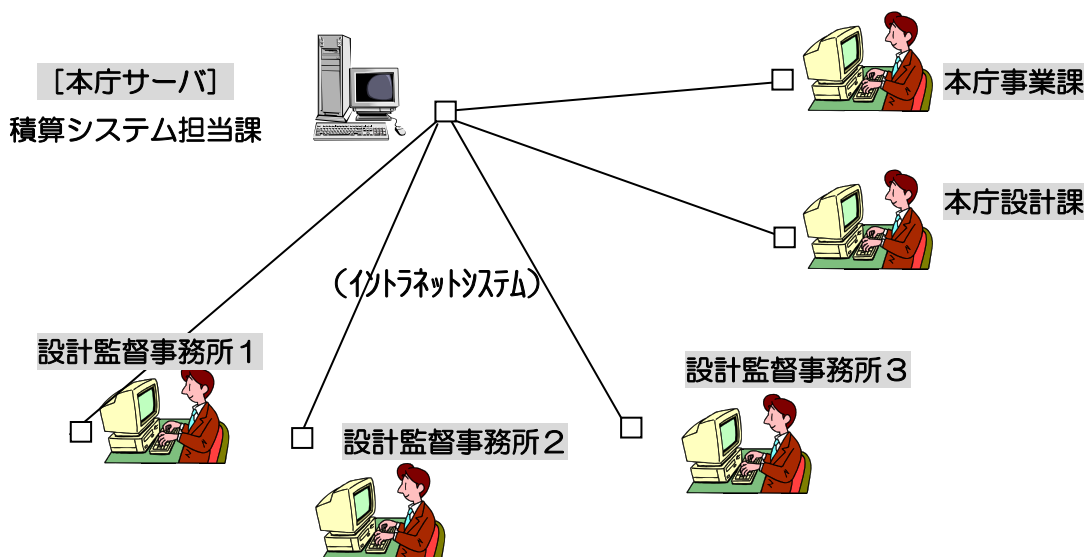 ［本庁サーバ］
積算システム担当課
本庁事業課
本庁設計課
（ｲﾝﾄﾗﾈｯﾄｼｽﾃﾑ）
設計監督事務所１
設計監督事務所２
設計監督事務所３